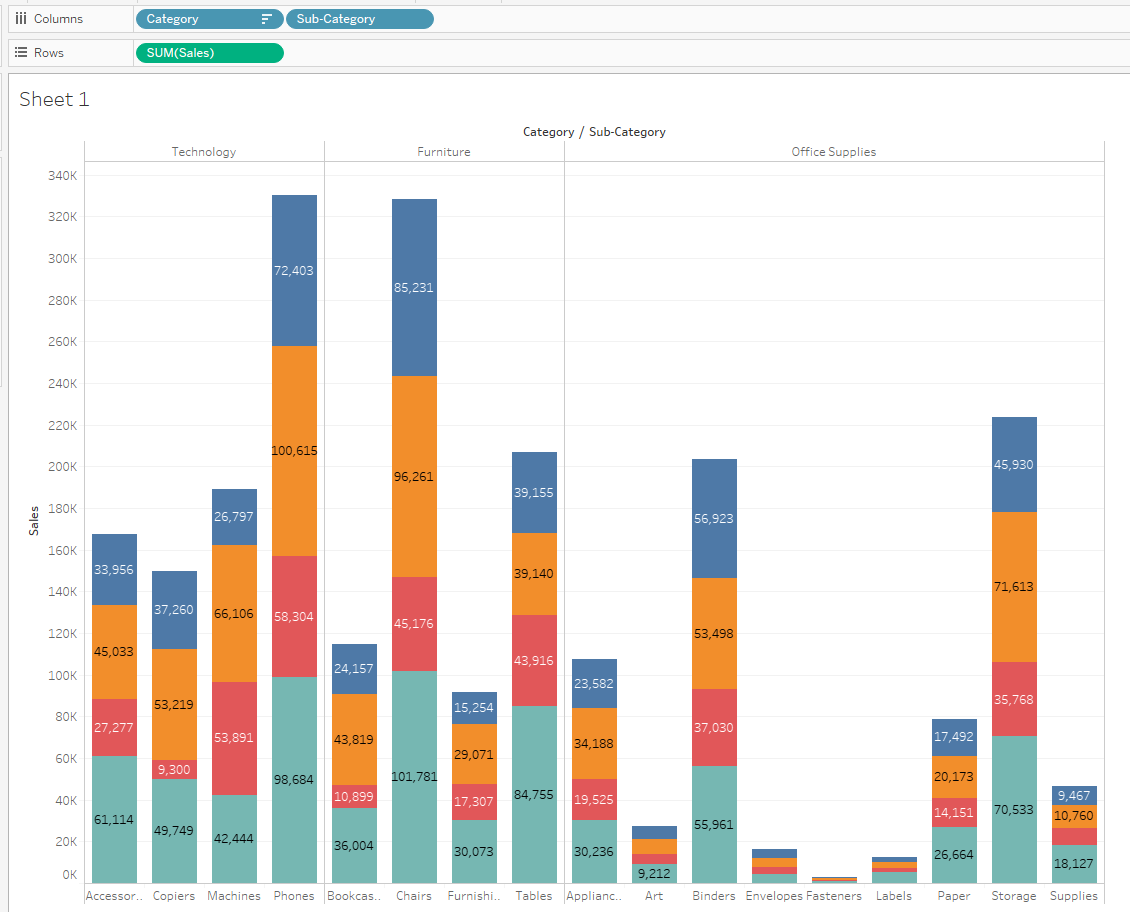 Columns Category Sub-Category
Rows SUM(Sales)
Sheet 1
Category / Sub-Category
Technology Furniture Office Supplies
340K
320K
300K
280K
260K
240K
220K
200K
180K
160K
140K
120K
100K
80K
60K
40K
20K
0K
Sales
33,956
45,033
27,277
61,114
37,260
53,219
9,300
49,749
26,797
66,106
53,891
42,444
72,403
100,615
58,304
98,684
24,157
43,819
10,899
36,004
85,231
96,261
45,176
101,781
15,254
29,071
17,307
30,073
39,155
39,140
43,916
84,755
23,582
34,188
19,525
30,236
9,212
56,923
53,498
37,030
55,961
17,492
20,173
14,151
26,664
45,930
71,613
35,768
70,533
9,467
10,760
18,127
Accessor.. Copiers Machines Phones Bookcas.. Chairs Furnishi.. Tables Applianc.. Art Binders Envelopes Fasteners Labels Paper Storage Supplies